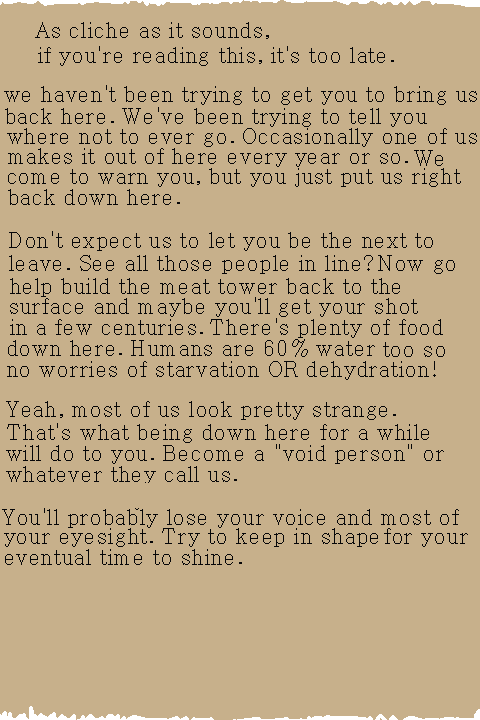 As cliche as it sounds,
if you're reading this, it's too late.
we haven't been trying to get you to bring us
back here. We've been trying to tell you
where not to ever go. Occasionally one of us
makes it out of here every year or so. We
come to warn you, but you just put us right
back down here.
Don't expect us to let you be the next to
leave. See all those people in line? Now go
help build the meat tower back to the
surface and maybe you'll get your shot
in a few centuries. There's plenty of food
down here. Humans are 60% water too so
no worries of starvation OR dehydration!
Yeah, most of us look pretty strange.
That's what being down here for a while
will do to you. Become a "void person" or
whatever they call us.
You'll probably lose your voice and most of
your eyesight. Try to keep in shape for your
eventual time to shine.